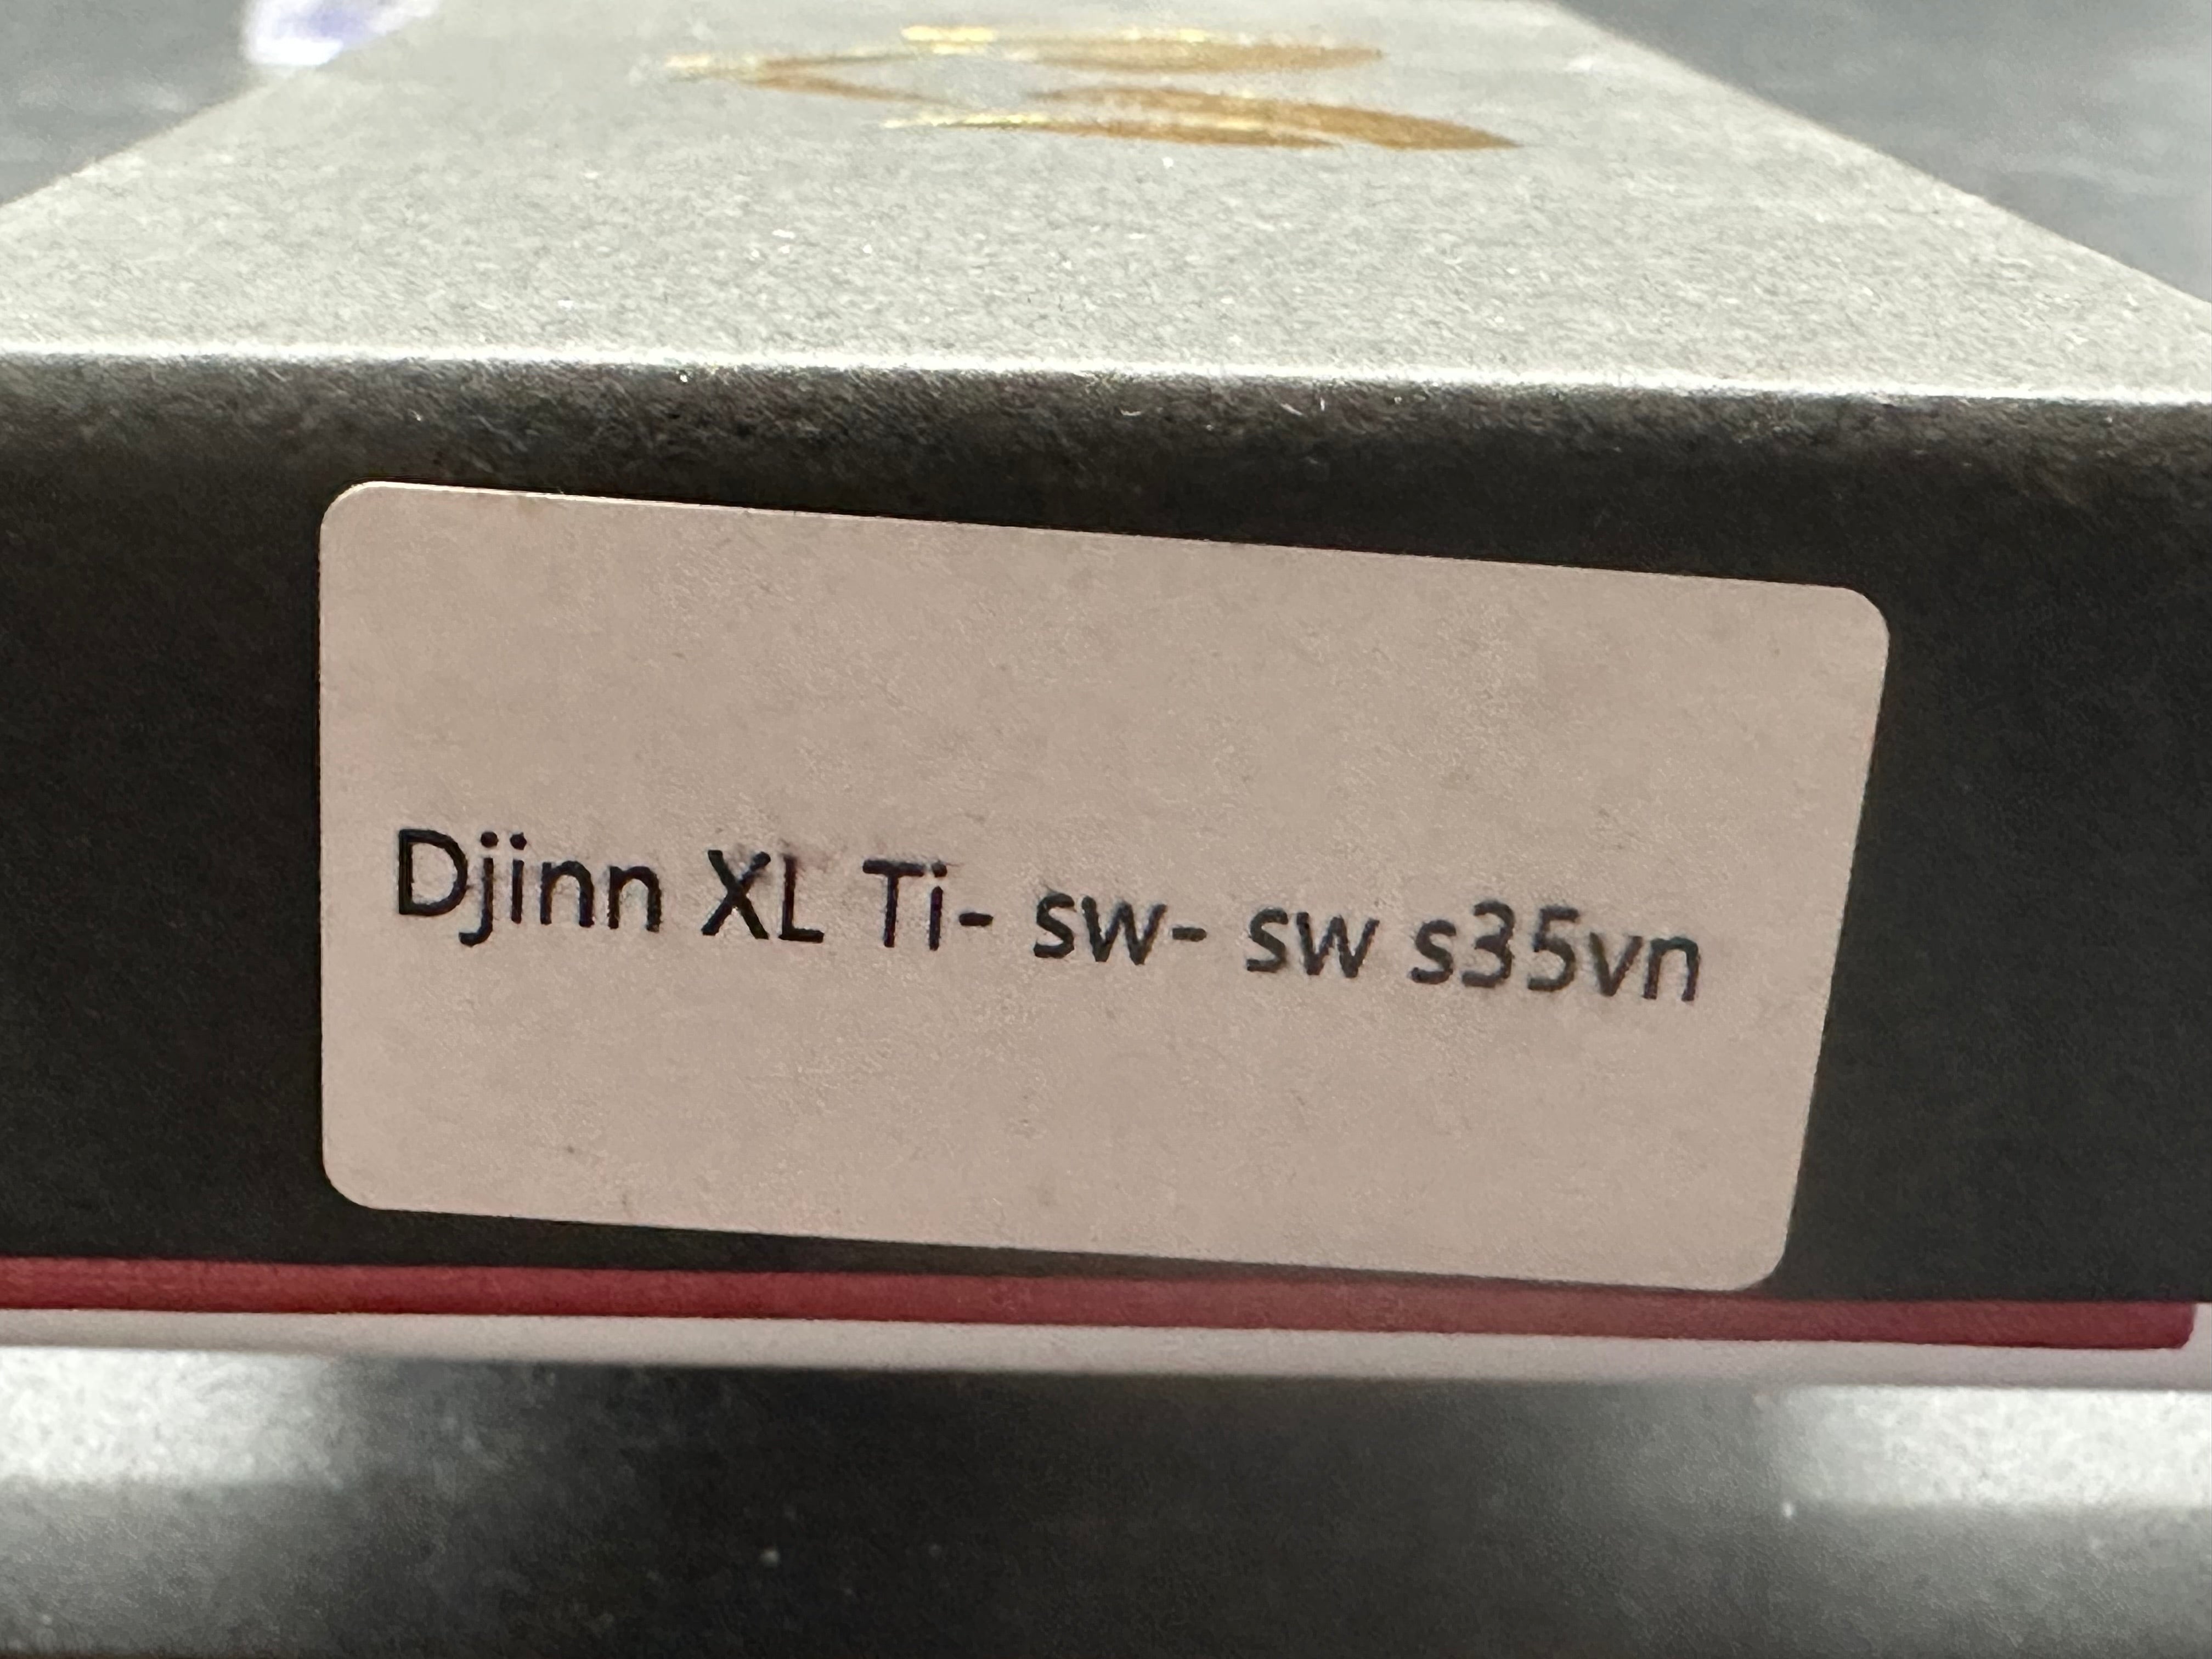 Djinn XL Ti- sw- sw s35vn